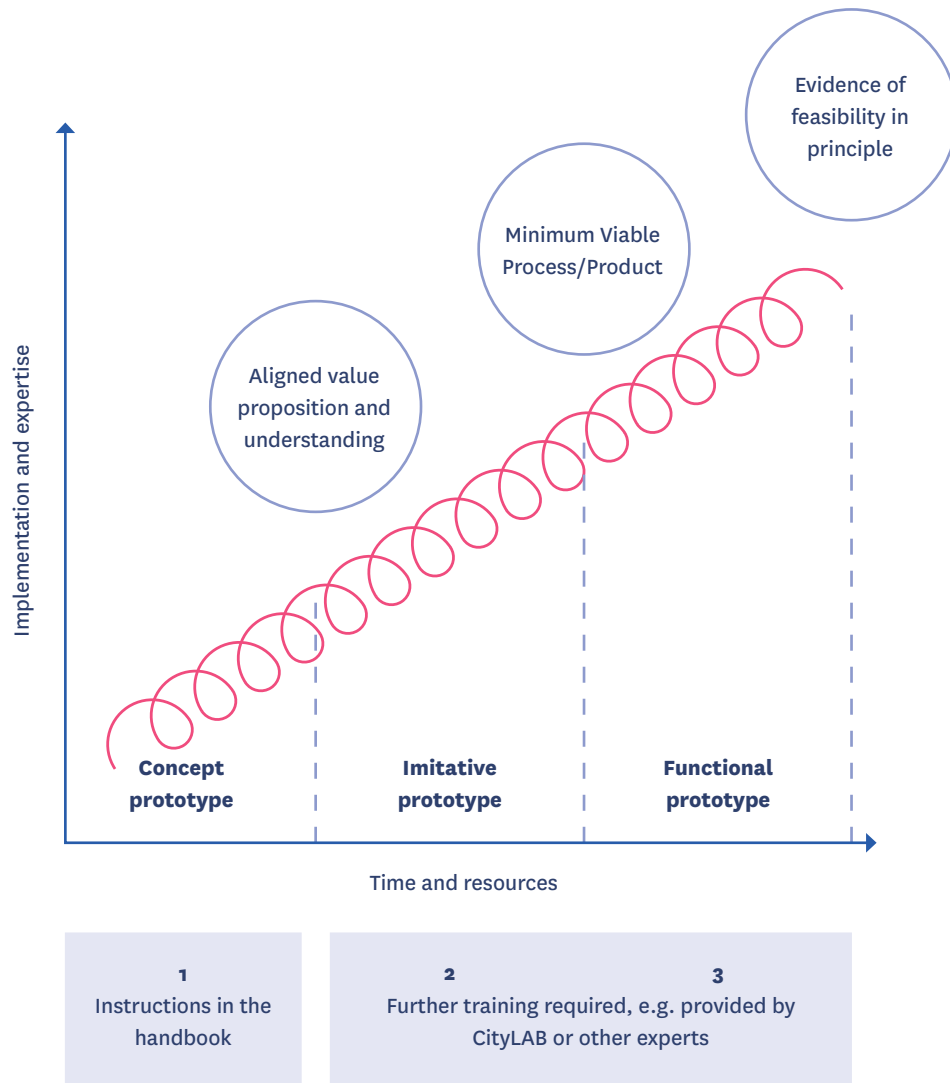 Evidence of
feasibility in
principle
Minimum Viable
Process/Product
Aligned value
proposition and
understanding
Implementation and expertise
Concept
prototype
Imitative
prototype
Functional
prototype
Time and resources
1
Instructions in the
handbook
2 3
Further training required, e.g. provided by
CityLAB or other experts